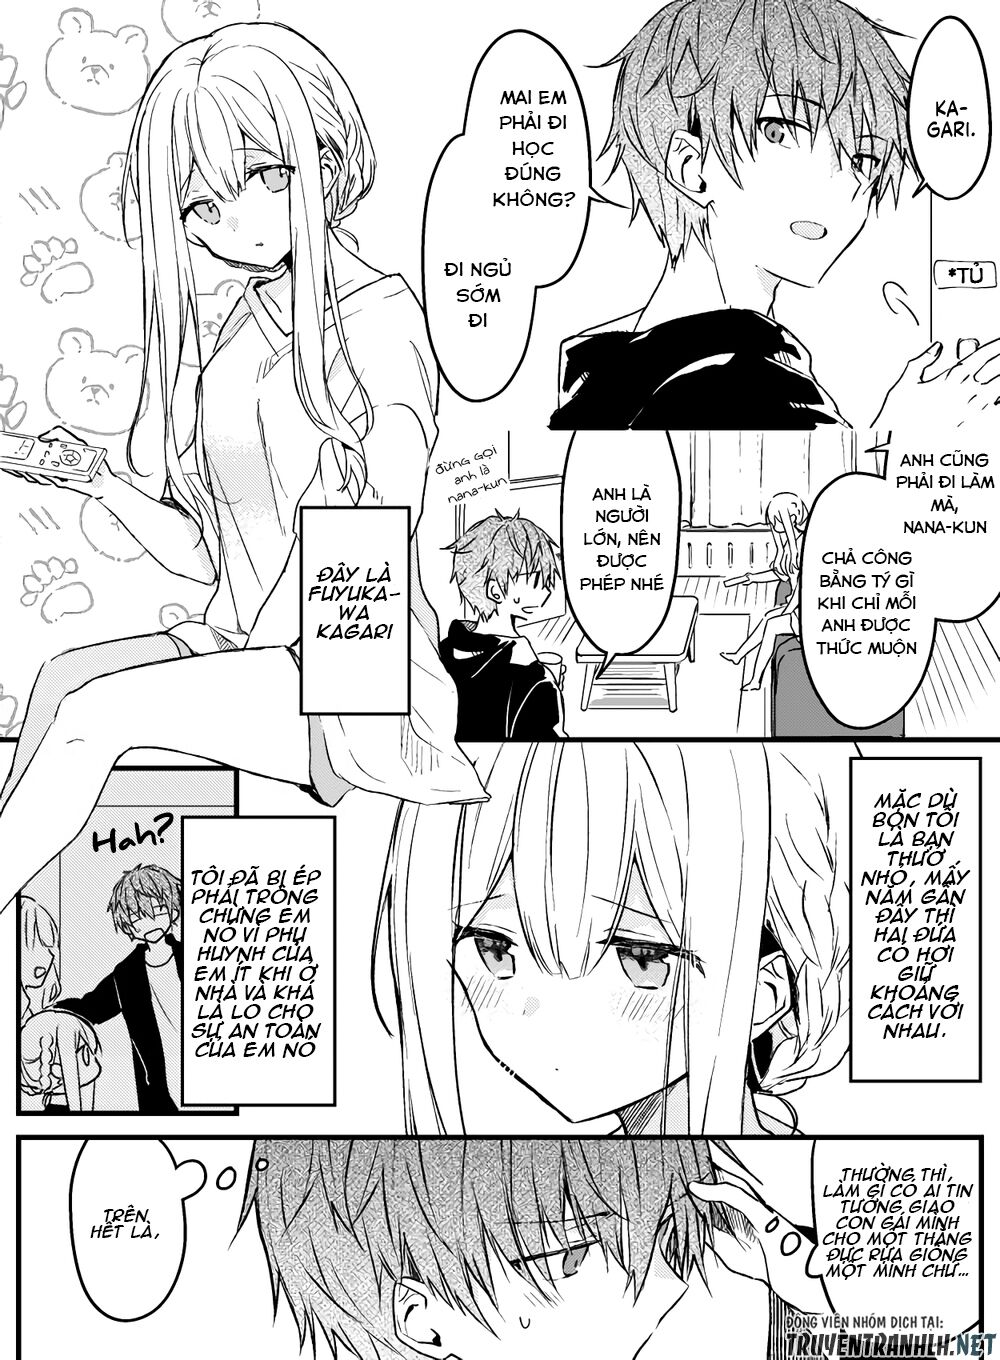 KA-
GARI.
MAI EM
PHẢI ĐI
HỌC
ĐÚNG
KHÔNG?
ĐI NGỦ
SỚM
ĐI
*TỦ
ANH CŨNG
PHẢI ĐI LÀM
MÀ,
NANA-KUN
CHẢ CÔNG
BẰNG TÝ GÌ
KHI CHỈ MỖI
ANH ĐƯỢC
THỨC MUỘN
ANH LÀ
NGƯỜI
LỚN, NÊN
ĐƯỢC
PHÉP NHÉ
đừng gọi
anh là
nana-kun
ĐÂY LÀ
FUYUKA-
WA
KAGARI
MẶC DÙ
BỌN TÔI
LÀ BẠN
THUỞ
NHỎ, MẤY
NĂM GẦN
ĐÂY THÌ
HAI ĐỨA
CÓ HƠI
GIỮ
KHOẢNG
CÁCH VỚI
NHAU.
Hah?
TÔI ĐÃ BỊ ÉP
PHẢI TRÔNG
CHỪNG EM
NÓ VÌ PHỤ
HUYNH CỦA
EM ÍT KHI Ở
NHÀ VÀ KHÁ
LÀ LO CHO
SỰ AN TOÀN
CỦA EM NÓ
THƯỜNG THÌ,
LÀM GÌ CÓ AI TIN
TƯỞNG GIAO
CON GÁI MÌNH
CHO MỘT THẰNG
ĐỰC RỰA GIỐNG
MỘT MÌNH CHỨ...
TRÊN
HẾT LÀ,
ĐỘNG VIÊN NHÓM DỊCH TẠI:
TRUYENTRANHLH.NET